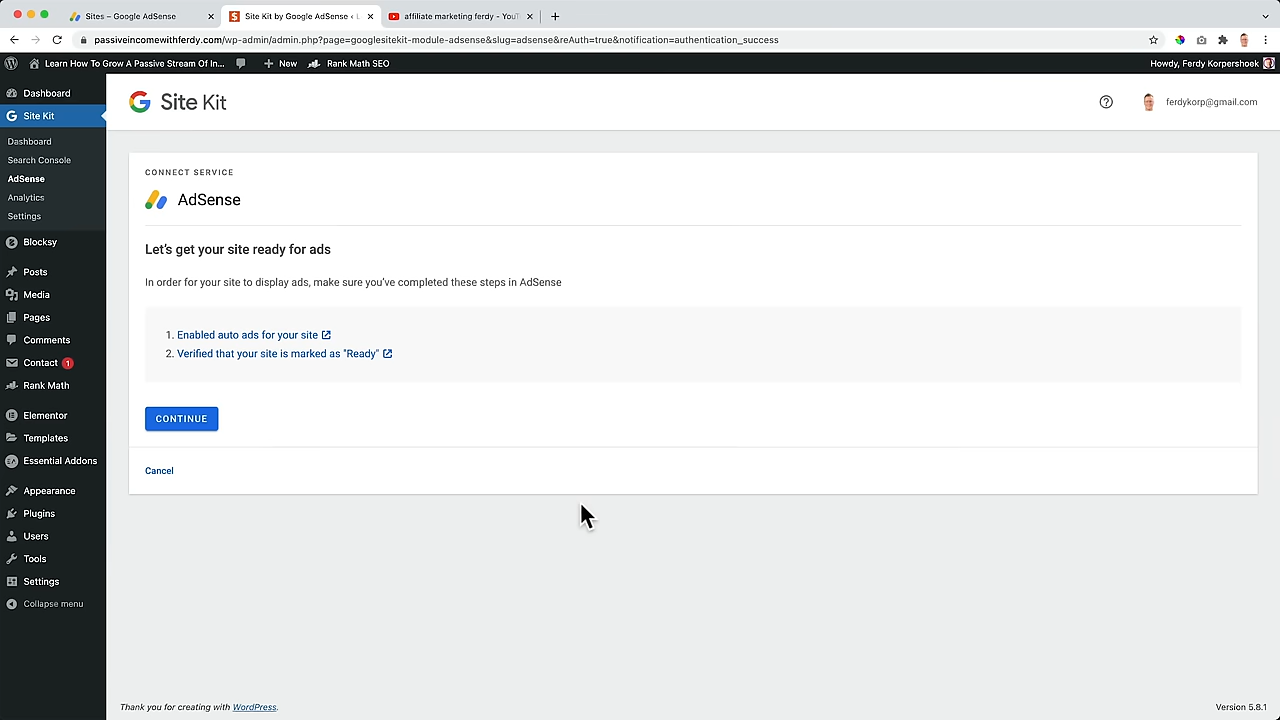 Sites – Google AdSense
Site Kit by Google AdSense ‹ L
affiliate marketing ferdy - YouT
passiveincomewithferdy.com/wp-admin/admin.php?page=googlesitekit-module-adsense&slug=adsense&reAuth=true&notification=authentication_success
Learn How To Grow A Passive Stream Of In...
New
Rank Math SEO
Howdy, Ferdy Korpershoek
Dashboard
Site Kit
Dashboard
Search Console
AdSense
Analytics
Settings
Blocksy
Posts
Media
Pages
Comments
Contact 1
Rank Math
Elementor
Templates
Essential Addons
Appearance
Plugins
Users
Tools
Settings
Collapse menu
Site Kit
ferdykorp@gmail.com
CONNECT SERVICE
AdSense
Let's get your site ready for ads
In order for your site to display ads, make sure you've completed these steps in AdSense
1. Enabled auto ads for your site
2. Verified that your site is marked as "Ready"
CONTINUE
Cancel
Thank you for creating with WordPress.
Version 5.8.1